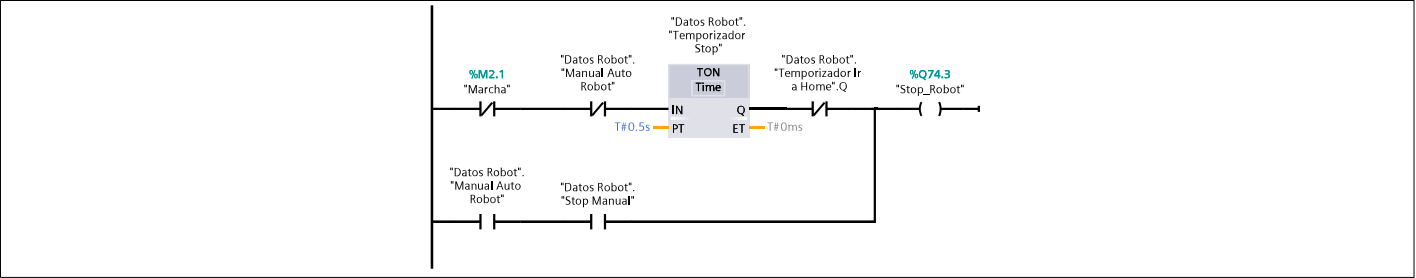 "Datos Robot".
"Temporizador
Stop"
"Datos Robot".
"Manual Auto
Robot"
"Datos Robot".
"Temporizador Ir
a Home".Q
%M2.1
"Marcha"
TON
Time
%Q74.3
"Stop_Robot"
IN
Q
T#0.5s
PT
ET
T#0ms
"Datos Robot".
"Manual Auto
Robot"
"Datos Robot".
"Stop Manual"